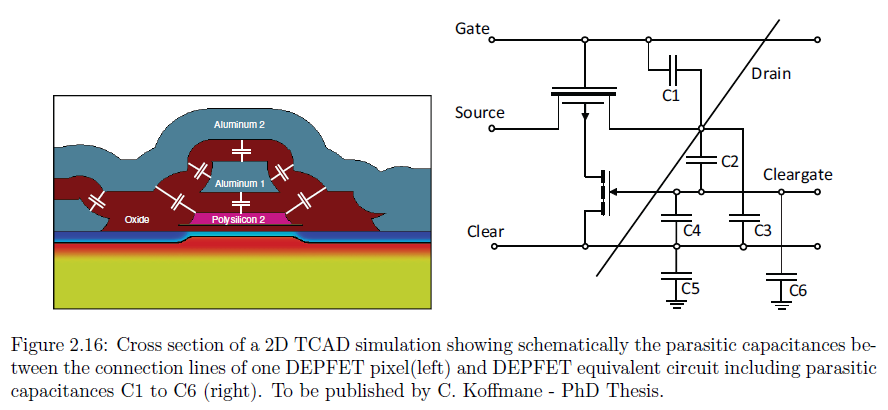 Gate
Drain
C1
Source
Aluminum 2
C2
Cleargate
Aluminum 1
Oxide
Polysilicon 2
Clear
C4
C3
C5
C6
Figure 2.16: Cross section of a 2D TCAD simulation showing schematically the parasitic capacitances be-
tween the connection lines of one DEPFET pixel(left) and DEPFET equivalent circuit including parasitic
capacitances C1 to C6 (right). To be published by C. Koffmane - PhD Thesis.